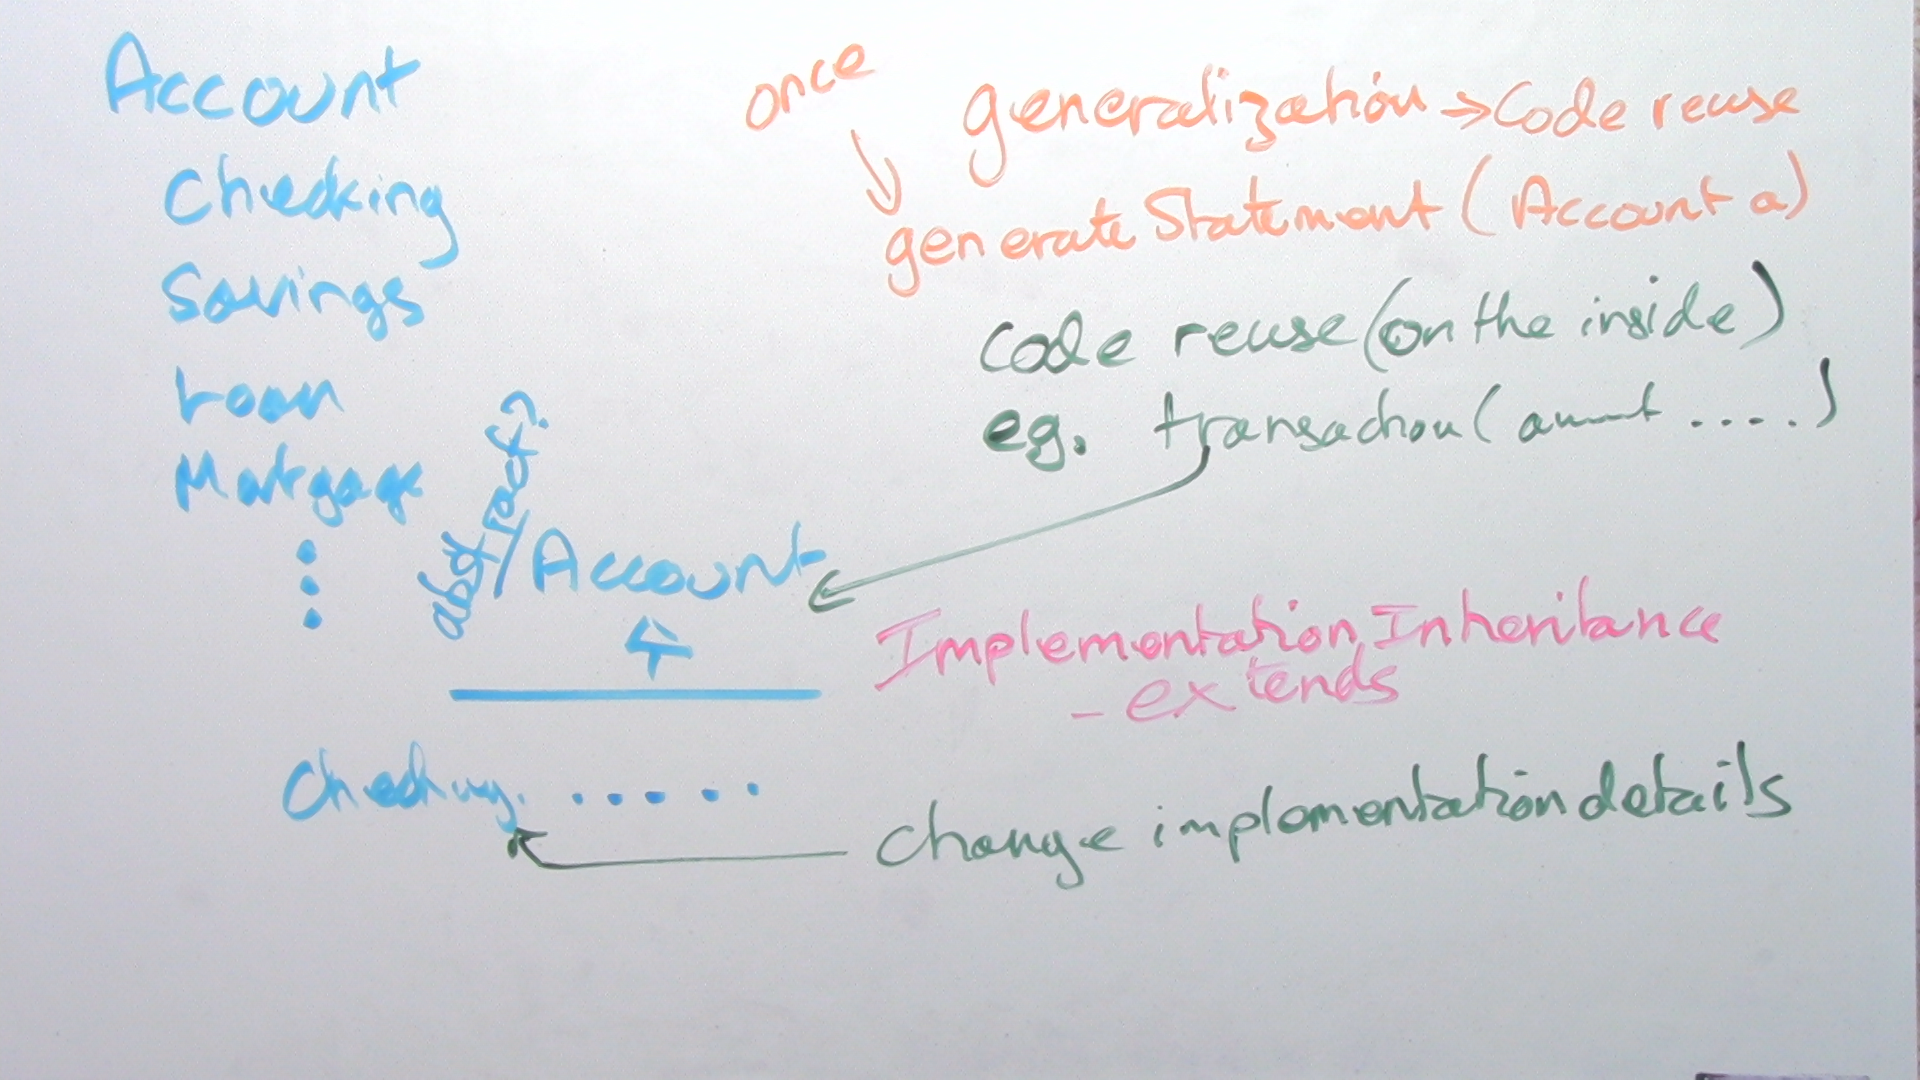 Account
Checking
Savings
Loan
Mortgage
abstract?
Account
Checking. .....
once
generalization → Code reuse
generateStatement (Account a)
Code reuse (on the inside)
eg. transaction ( amt .....)
Implementation Inheritance
- extends
Change implementation details